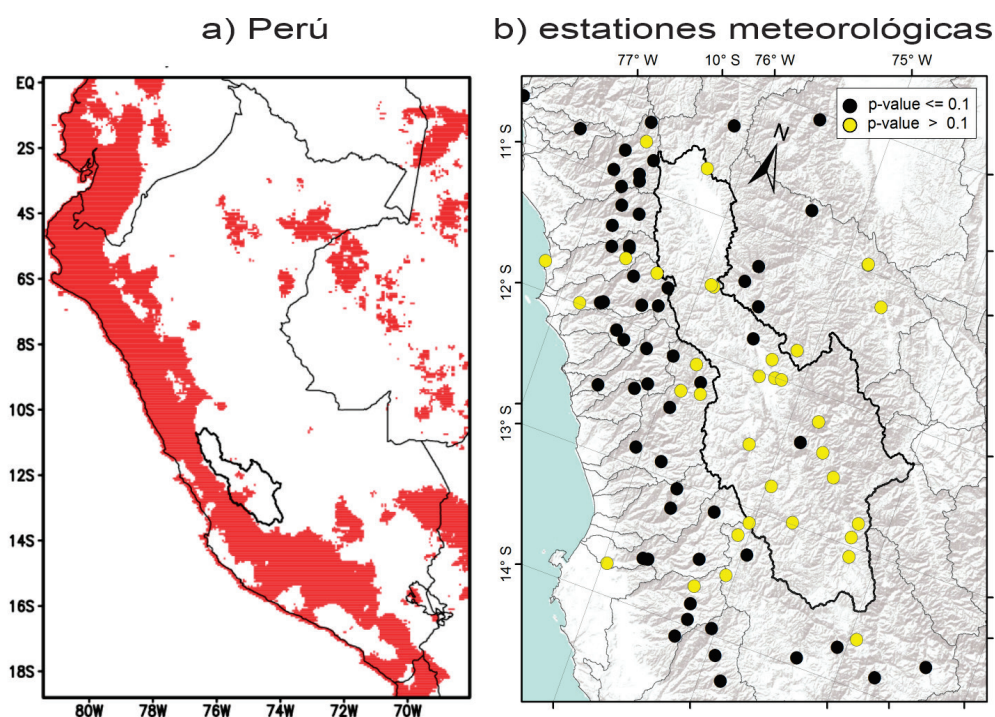 a) Perú
b) estationes meteorológicas
EQ
2S
4S
6S
8S
10S
12S
14S
16S
18S
80W
78W
76W
74W
72W
70W
77° W
10° S
76° W
75° W
11° S
12° S
13° S
14° S
p-value <= 0.1
p-value > 0.1
N